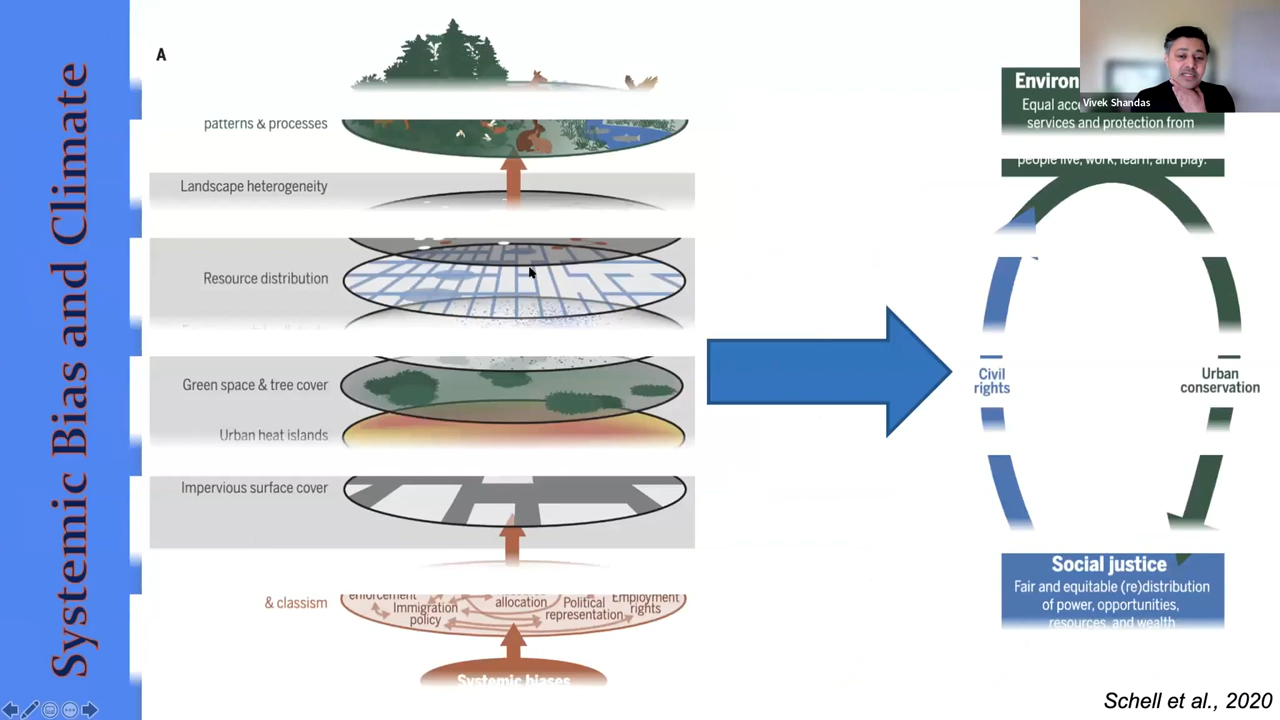 Systemic Bias and Climate
A
patterns & processes
Landscape heterogeneity
Resource distribution
Green space & tree cover
Urban heat islands
Impervious surface cover
& classism
enforcement
Immigration
policy
allocation
Political
representation
Employment
rights
Systemic biases
Vivek Shandas
Equal
services and protection from
people live, work, learn, and play.
Civil
rights
Urban
conservation
Social justice
Fair and equitable (re)distribution
of power, opportunities,
resources, and wealth
Schell et al., 2020